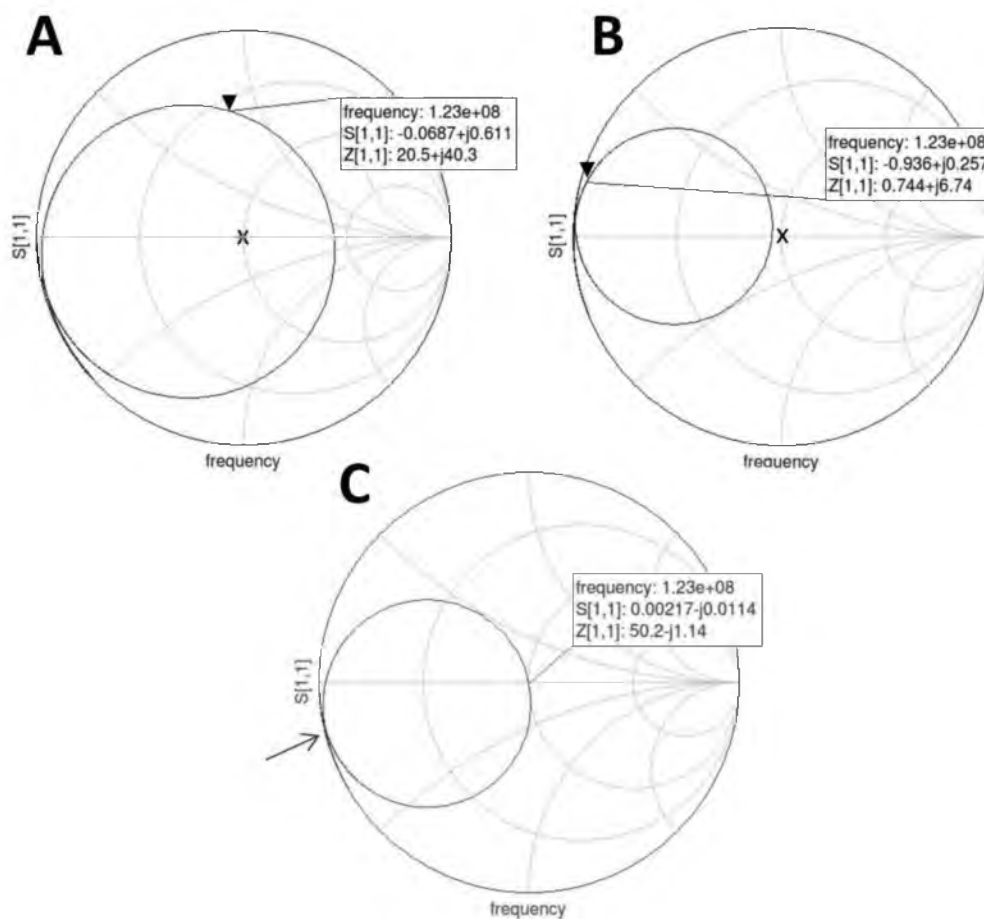 A
frequency: 1.23e+08
S[1,1]: -0.0687+j0.611
Z[1,1]: 20.5+j40.3
X
S[1,1]
frequency
B
frequency: 1.23e+08
S[1,1]: -0.936+j0.257
Z[1,1]: 0.744+j6.74
X
S[1,1]
frequency
C
frequency: 1.23e+08
S[1,1]: 0.00217-j0.0114
Z[1,1]: 50.2-j1.14
S[1,1]
frequency